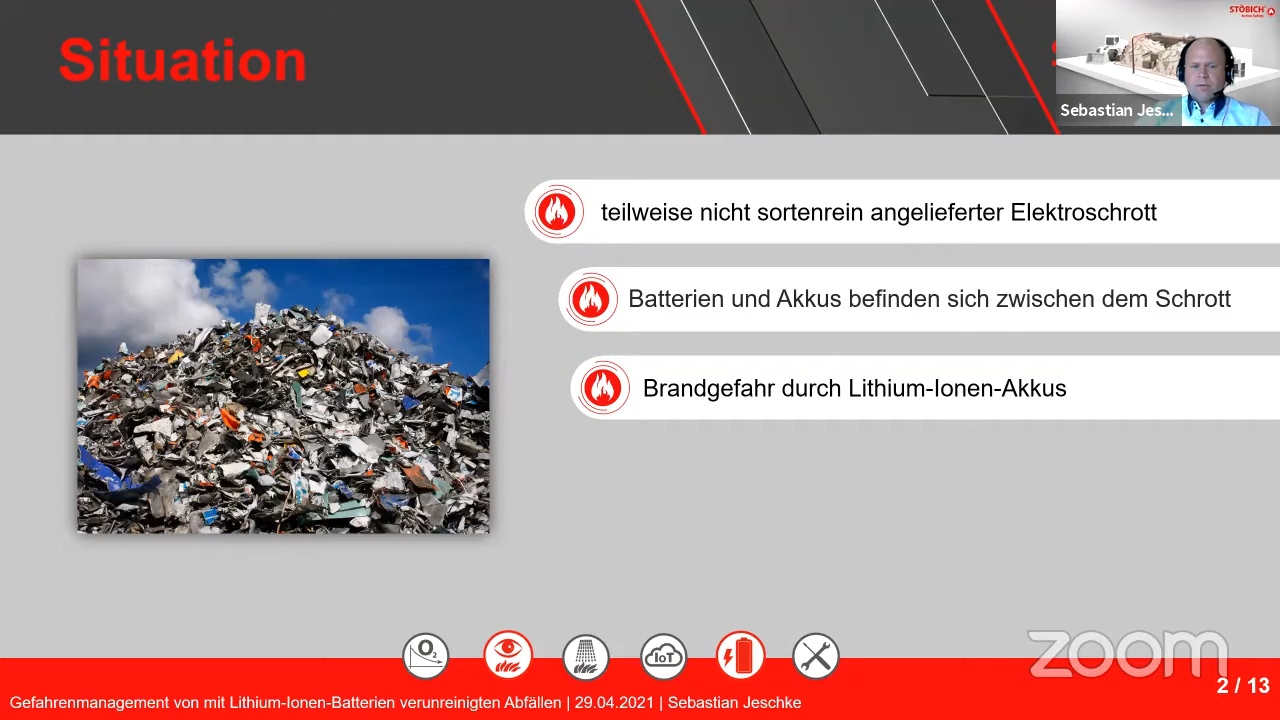 Situation
STÖBICH
Sebastian Jes...
teilweise nicht sortenrein angelieferter Elektroschrott
Batterien und Akkus befinden sich zwischen dem Schrott
Brandgefahr durch Lithium-Ionen-Akkus
O2
IoT
zoom
2 / 13
Gefahrenmanagement von mit Lithium-Ionen-Batterien verunreinigten Abfällen | 29.04.2021 | Sebastian Jeschke